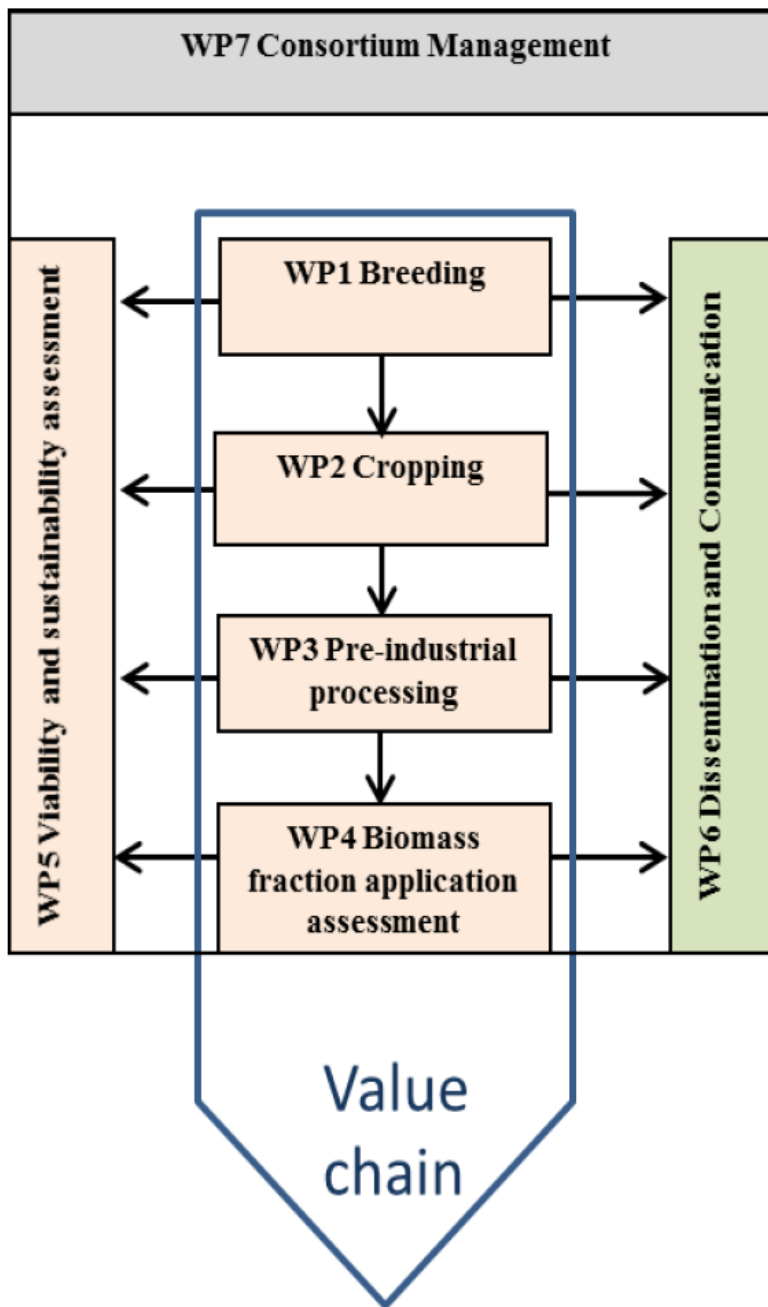 WP7 Consortium Management
WP5 Viability and sustainability assessment
WP1 Breeding
WP2 Cropping
WP3 Pre-industrial
processing
WP4 Biomass
fraction application
assessment
WP6 Dissemination and Communication
Value
chain